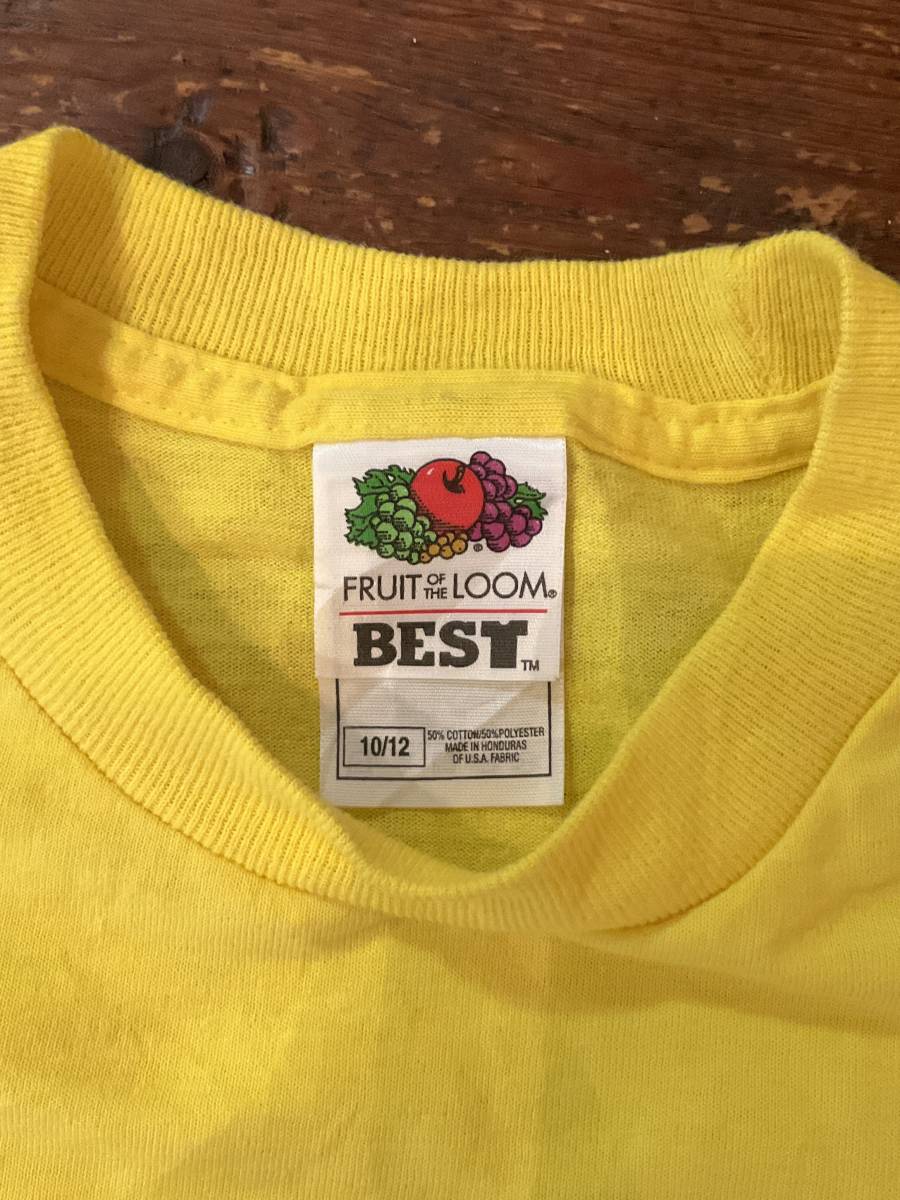 FRUIT OF THE LOOM®
BEST™
10/12
50% COTTON/50%POLYESTER
MADE IN HONDURAS
OF U.S.A. FABRIC